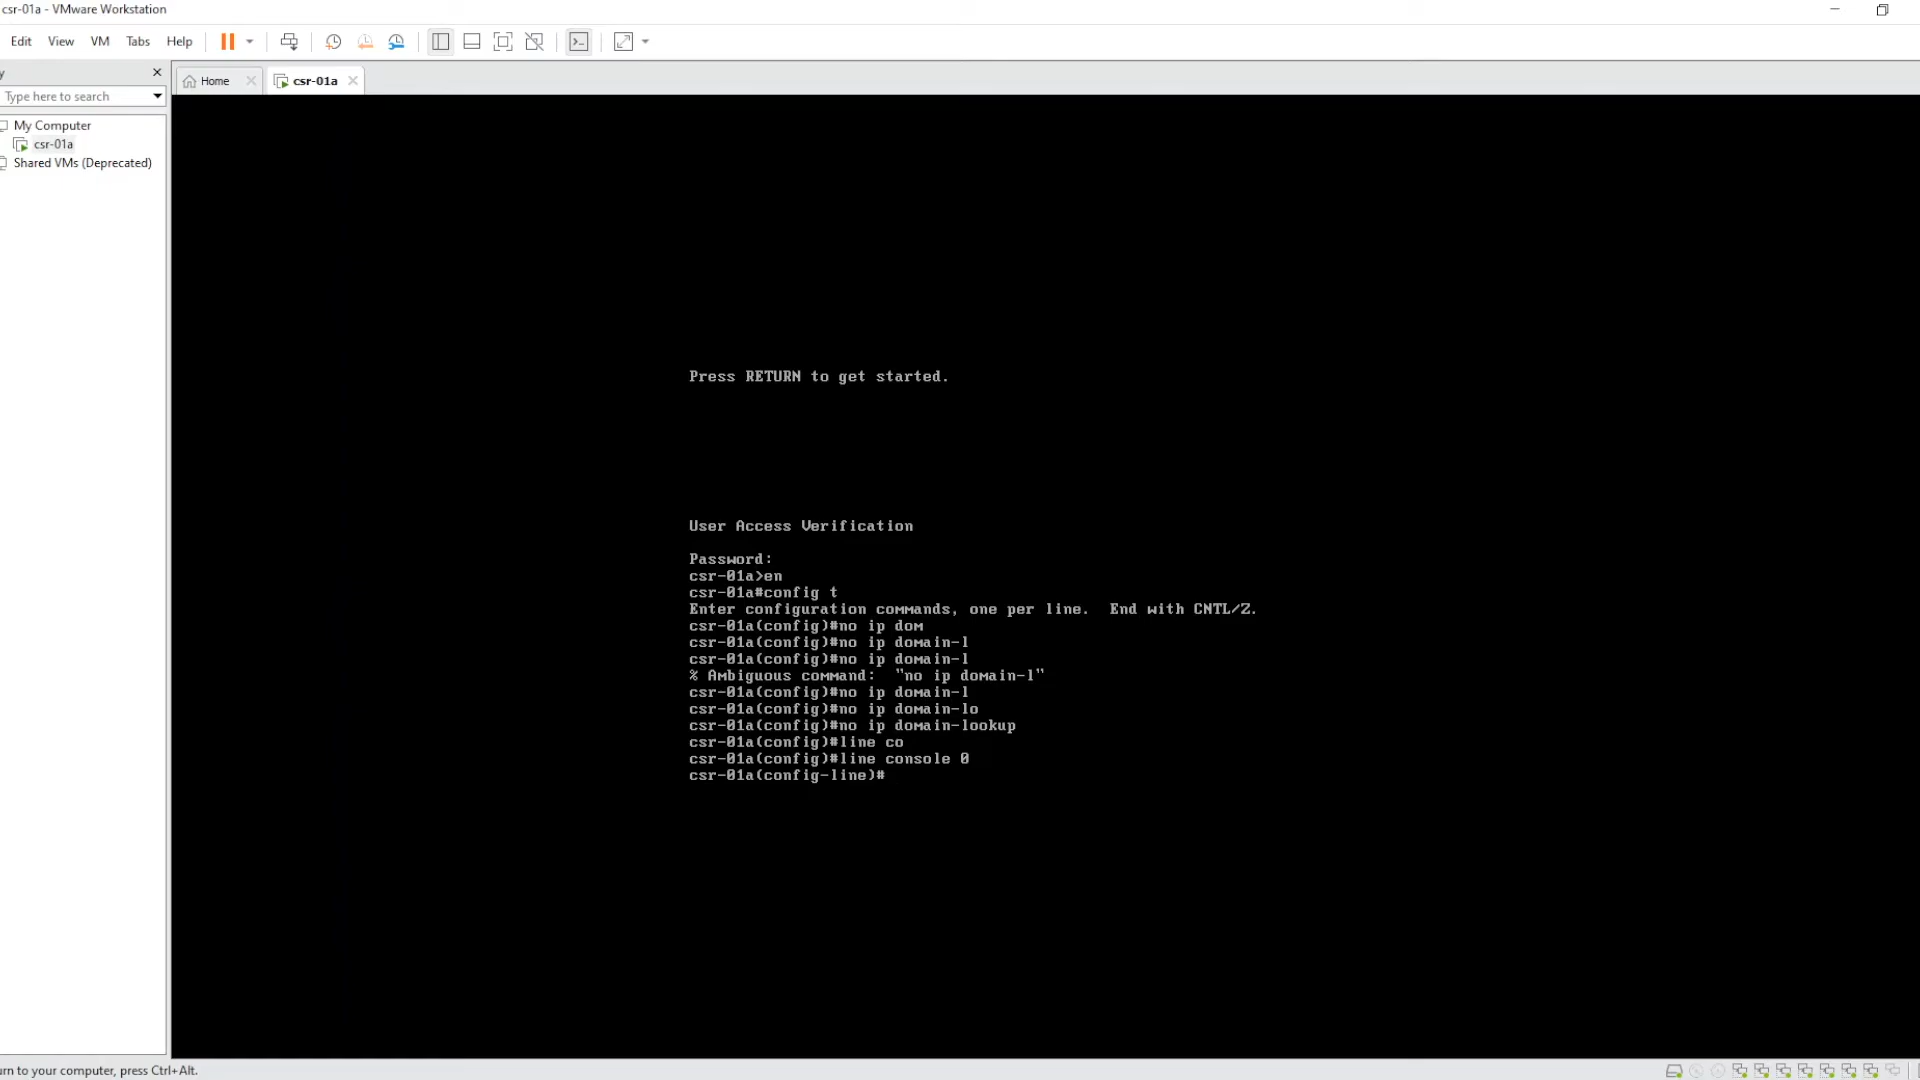 csr-01a - VMware Workstation
Edit View VM Tabs Help
y
Home
csr-01a
Type here to search
My Computer
csr-01a
Shared VMs (Deprecated)
Press RETURN to get started.
User Access Verification
Password:
csr-01a>en
csr-01a#config t
Enter configuration commands, one per line.  End with CNTL/Z.
csr-01a(config)#no ip dom
csr-01a(config)#no ip domain-l
csr-01a(config)#no ip domain-l
% Ambiguous command:  "no ip domain-l"
csr-01a(config)#no ip domain-l
csr-01a(config)#no ip domain-lo
csr-01a(config)#no ip domain-lookup
csr-01a(config)#line co
csr-01a(config)#line console 0
csr-01a(config-line)#
urn to your computer, press Ctrl+Alt.